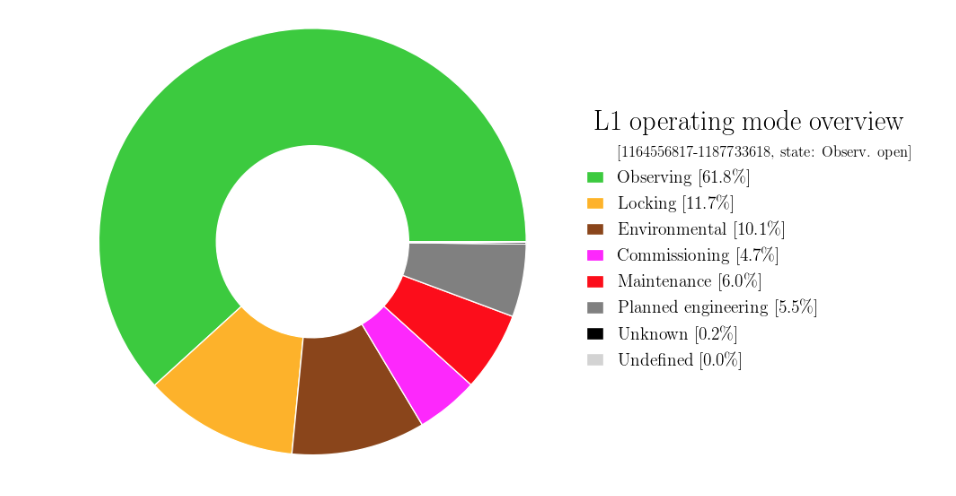 L1 operating mode overview
[1164556817-1187733618, state: Observ. open]
Observing [61.8%]
Locking [11.7%]
Environmental [10.1%]
Commissioning [4.7%]
Maintenance [6.0%]
Planned engineering [5.5%]
Unknown [0.2%]
Undefined [0.0%]